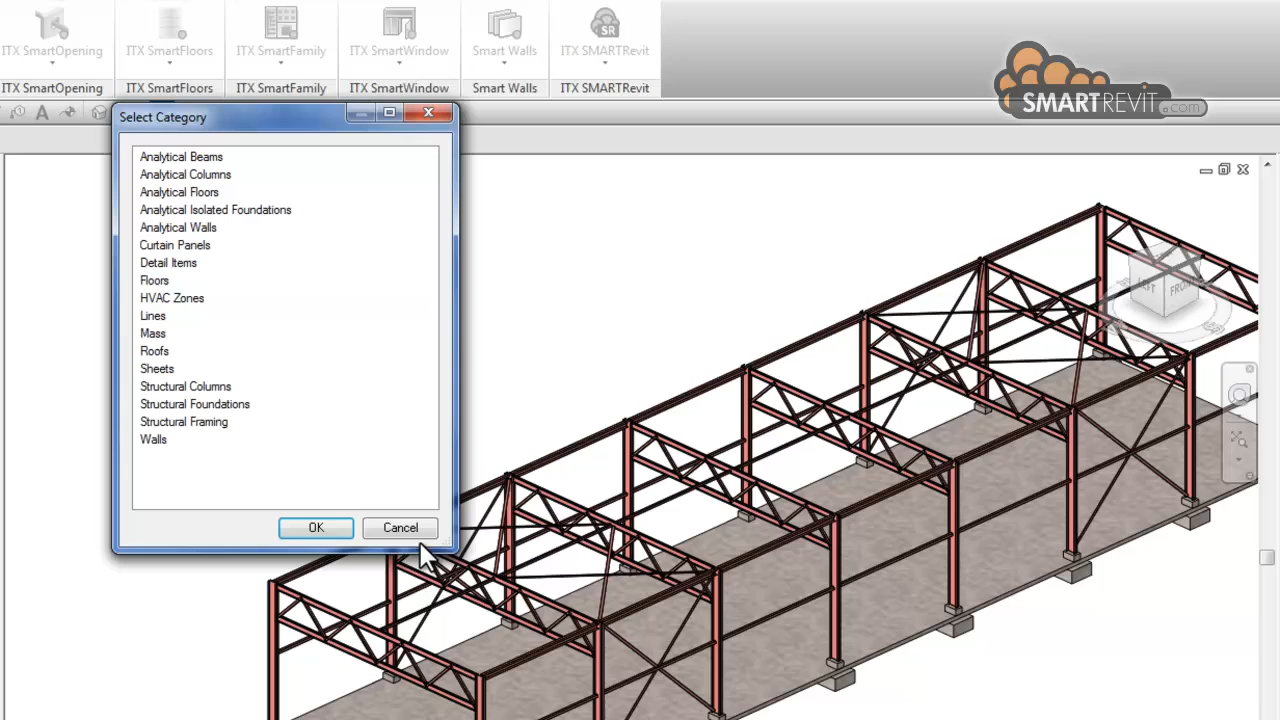 ITX SmartOpening
ITX SmartFloors
ITX SmartFamily
ITX SmartWindow
Smart Walls
ITX SMARTRevit
SR
ITX SmartOpening
ITX SmartFloors
ITX SmartFamily
ITX SmartWindow
Smart Walls
ITX SMARTRevit
SMARTREVIT.com
A
Select Category
Analytical Beams
Analytical Columns
Analytical Floors
Analytical Isolated Foundations
Analytical Walls
Curtain Panels
Detail Items
Floors
HVAC Zones
Lines
Mass
Roofs
Sheets
Structural Columns
Structural Foundations
Structural Framing
Walls
OK
Cancel
LEFT
FRONT